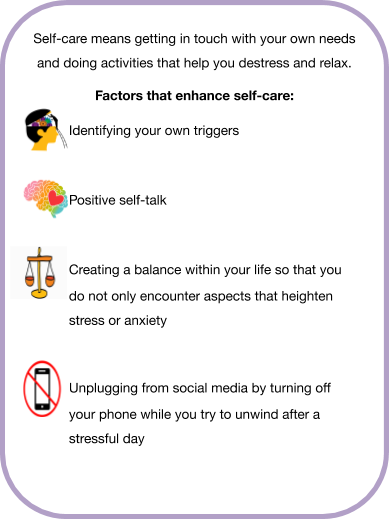 Self-care means getting in touch with your own needs
and doing activities that help you destress and relax.
Factors that enhance self-care:
Identifying your own triggers
Positive self-talk
Creating a balance within your life so that you
do not only encounter aspects that heighten
stress or anxiety
Unplugging from social media by turning off
your phone while you try to unwind after a
stressful day